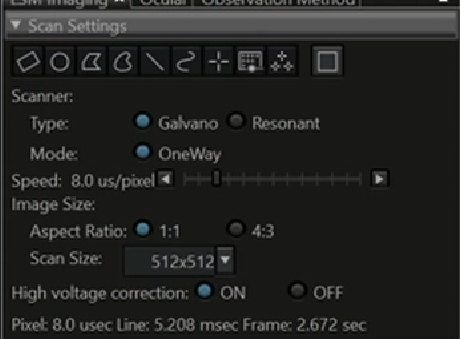 LSM Imaging Ocular Observation Method
Scan Settings
Scanner:
Type: Galvano Resonant
Mode: OneWay
Speed: 8.0 us/pixel
Image Size:
Aspect Ratio: 1:1 4:3
Scan Size: 512x512
High voltage correction: ON OFF
Pixel: 8.0 usec Line: 5.208 msec Frame: 2.672 sec